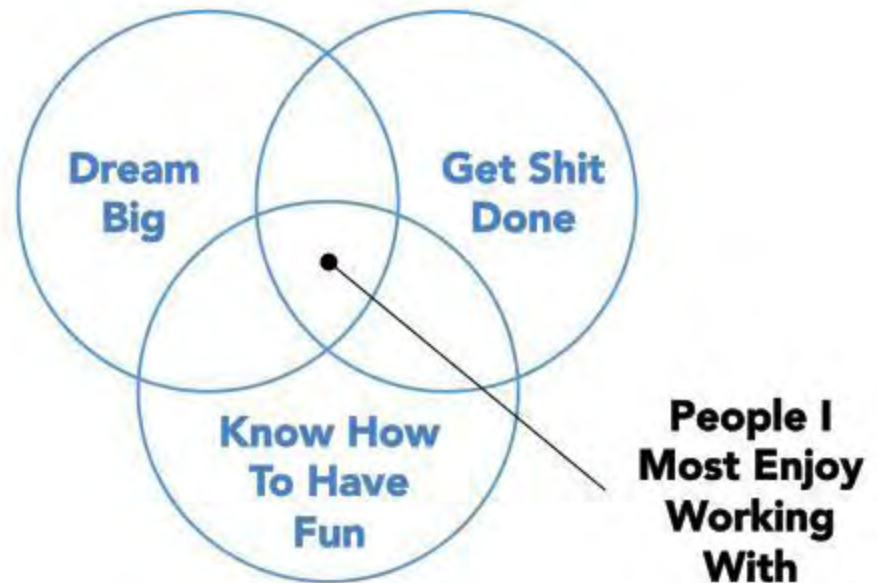 Dream
Big
Get Shit
Done
Know How
To Have
Fun
People I
Most Enjoy
Working
With